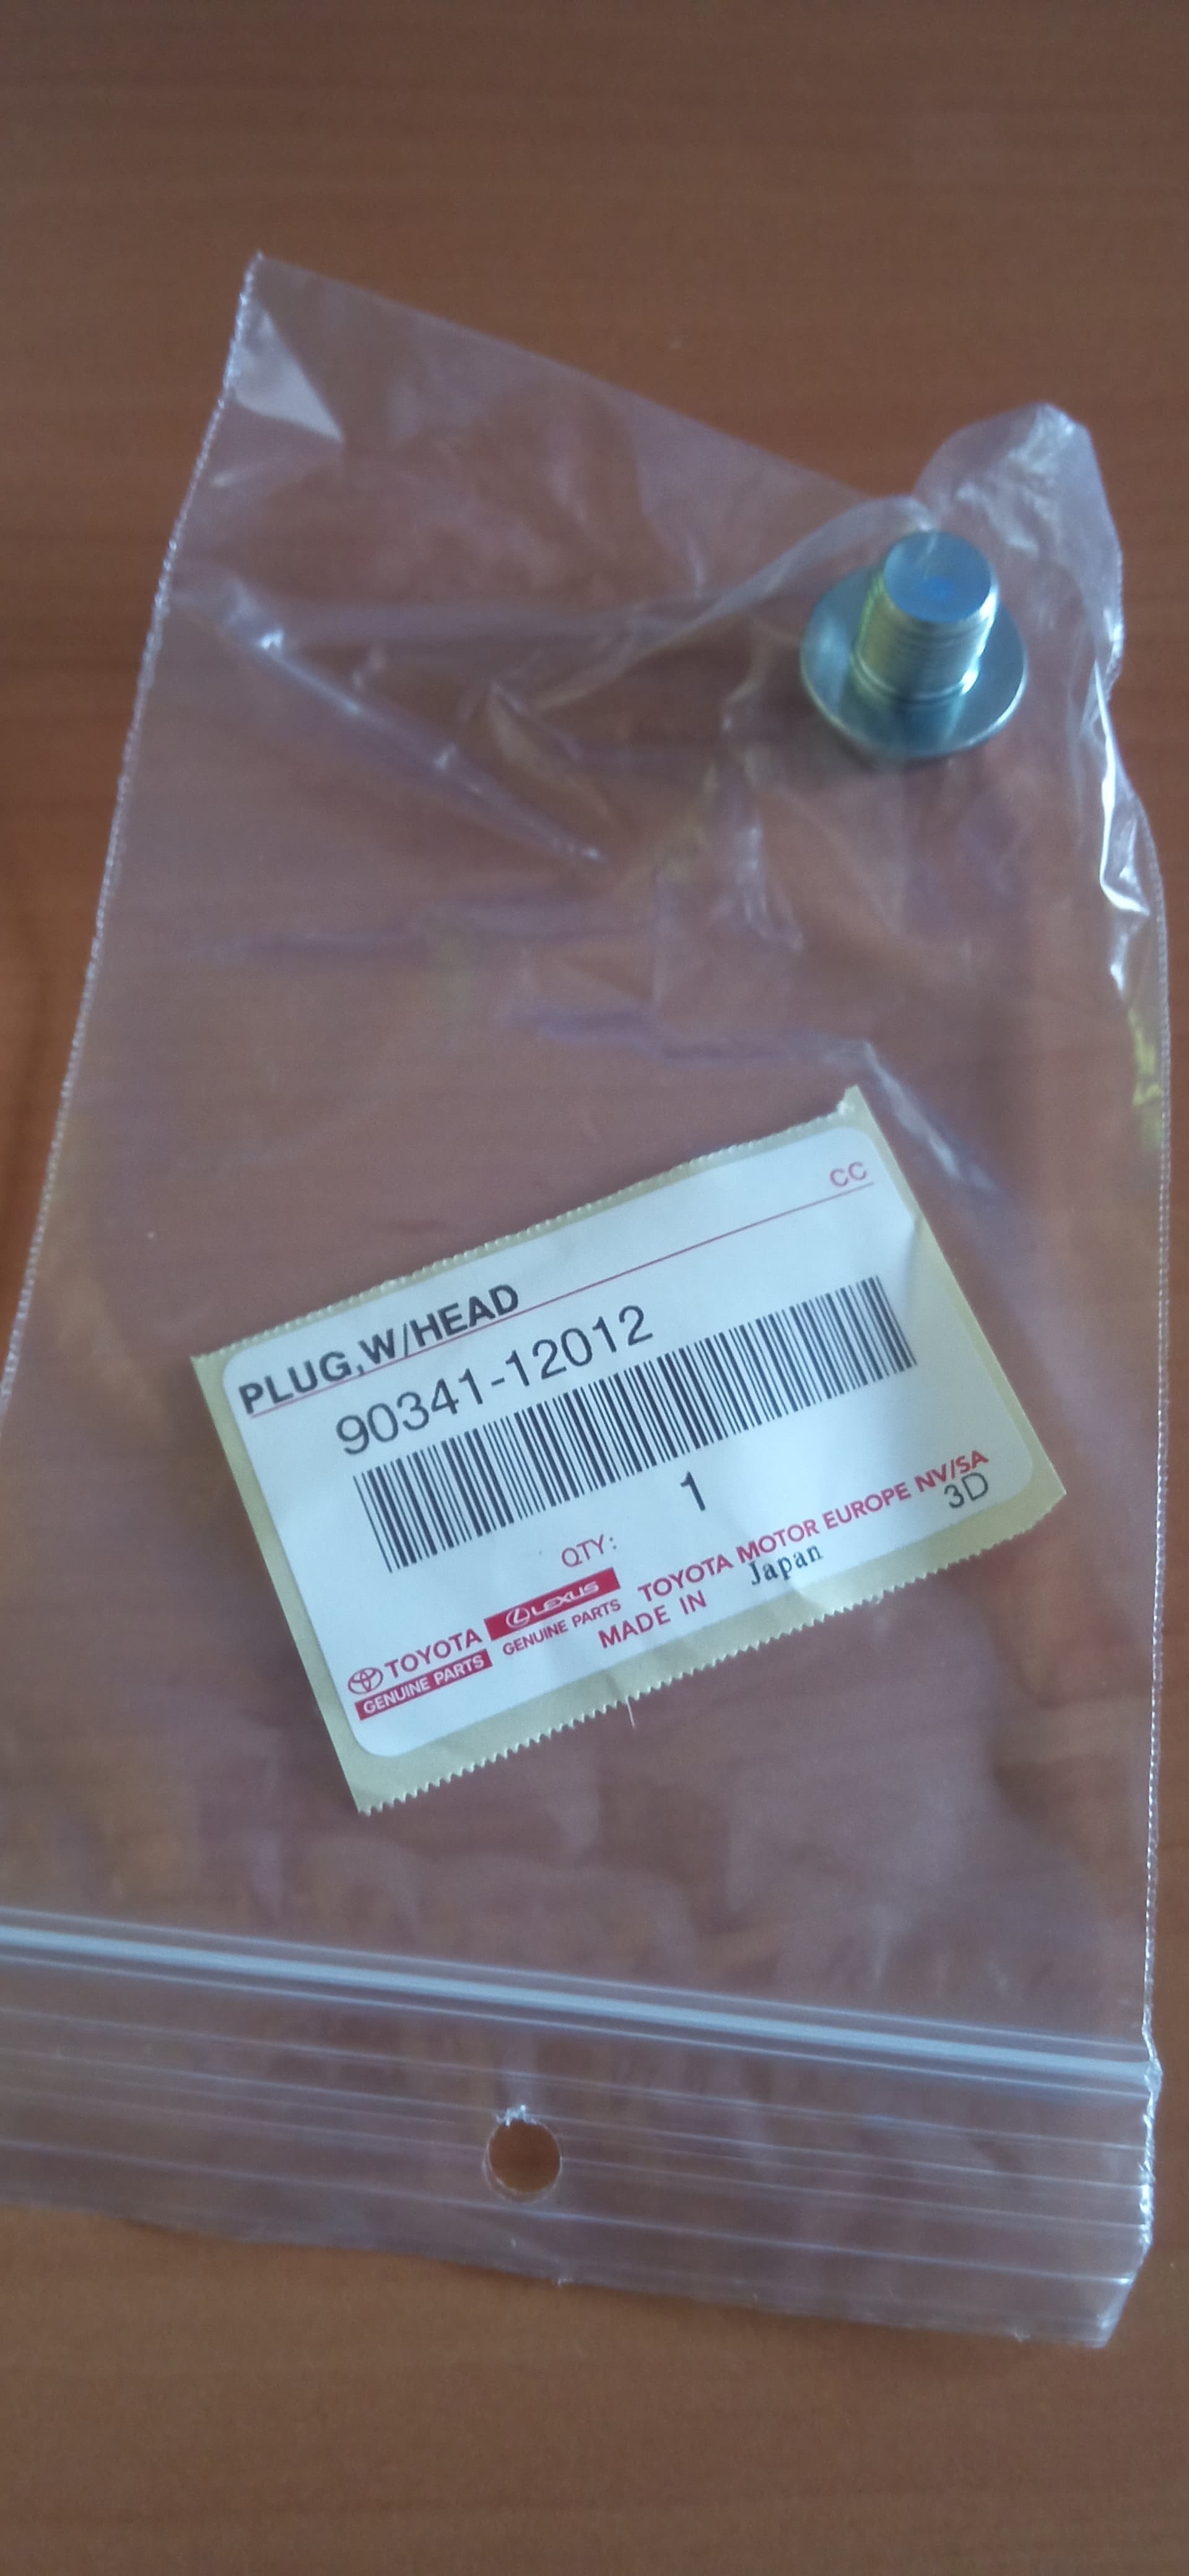 CC
PLUG,W/HEAD
90341-12012
QTY: 1
TOYOTA LEXUS TOYOTA MOTOR EUROPE NV/SA
GENUINE PARTS GENUINE PARTS MADE IN Japan 3D